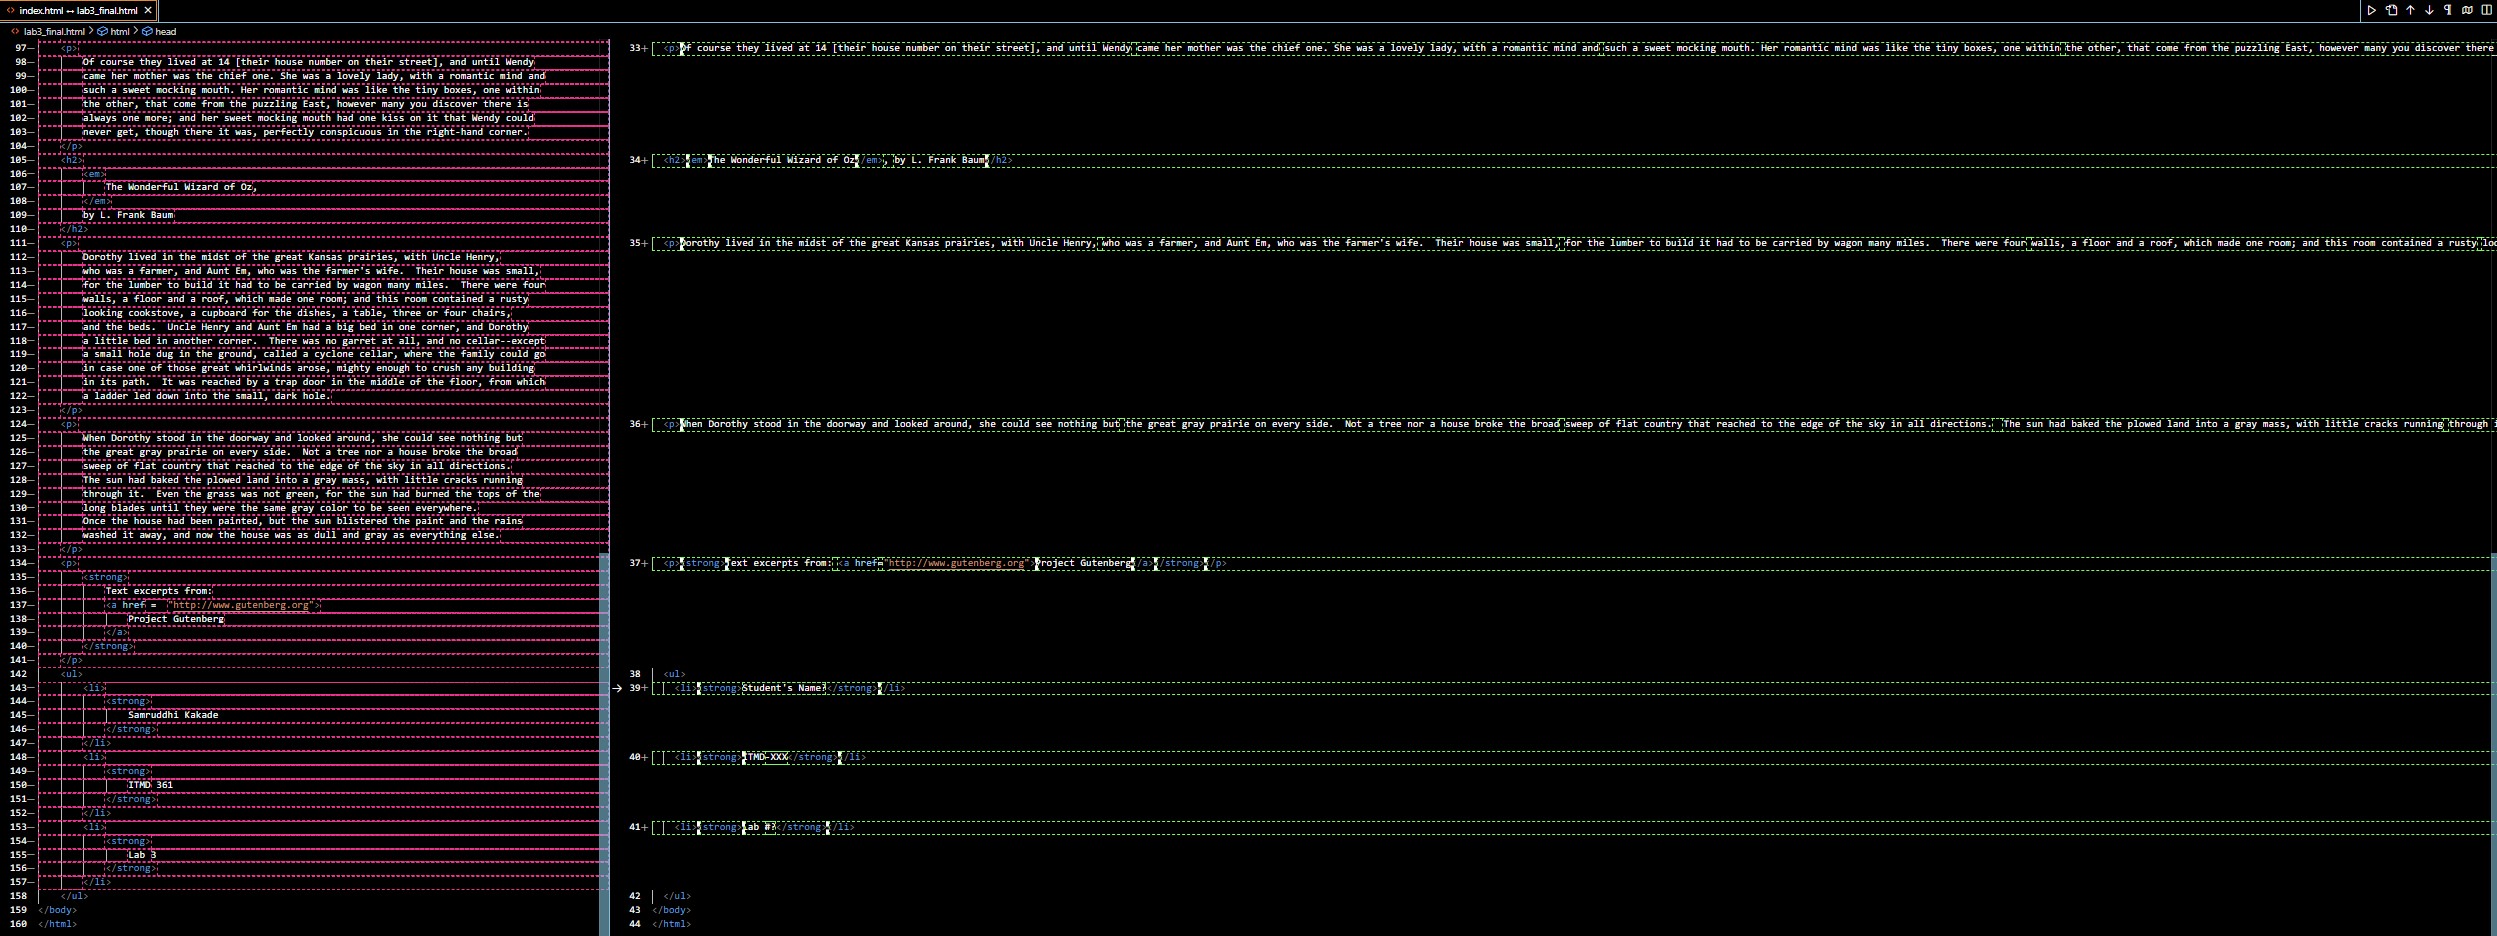 index.html ↔ lab3_final.html
lab3_final.html > html > head
97— <p>
98— Of course they lived at 14 [their house number on their street], and until Wendy
99— came her mother was the chief one. She was a lovely lady, with a romantic mind and
100— such a sweet mocking mouth. Her romantic mind was like the tiny boxes, one within
101— the other, that come from the puzzling East, however many you discover there is
102— always one more; and her sweet mocking mouth had one kiss on it that Wendy could
103— never get, though there it was, perfectly conspicuous in the right-hand corner.
104— </p>
105— <h2>
106— <em>
107— The Wonderful Wizard of Oz,
108— </em>
109— by L. Frank Baum
110— </h2>
111— <p>
112— Dorothy lived in the midst of the great Kansas prairies, with Uncle Henry,
113— who was a farmer, and Aunt Em, who was the farmer's wife.  Their house was small,
114— for the lumber to build it had to be carried by wagon many miles.  There were four
115— walls, a floor and a roof, which made one room; and this room contained a rusty
116— looking cookstove, a cupboard for the dishes, a table, three or four chairs,
117— and the beds.  Uncle Henry and Aunt Em had a big bed in one corner, and Dorothy
118— a little bed in another corner.  There was no garret at all, and no cellar--except
119— a small hole dug in the ground, called a cyclone cellar, where the family could go
120— in case one of those great whirlwinds arose, mighty enough to crush any building
121— in its path.  It was reached by a trap door in the middle of the floor, from which
122— a ladder led down into the small, dark hole.
123— </p>
124— <p>
125— When Dorothy stood in the doorway and looked around, she could see nothing but
126— the great gray prairie on every side.  Not a tree nor a house broke the broad
127— sweep of flat country that reached to the edge of the sky in all directions.
128— The sun had baked the plowed land into a gray mass, with little cracks running
129— through it.  Even the grass was not green, for the sun had burned the tops of the
130— long blades until they were the same gray color to be seen everywhere.
131— Once the house had been painted, but the sun blistered the paint and the rains
132— washed it away, and now the house was as dull and gray as everything else.
133— </p>
134— <p>
135— <strong>
136— Text excerpts from:
137— <a href = "http://www.gutenberg.org">
138— Project Gutenberg
139— </a>
140— </strong>
141— </p>
142 <ul>
143— <li>
144— <strong>
145— Samruddhi Kakade
146— </strong>
147— </li>
148— <li>
149— <strong>
150— ITMD 361
151— </strong>
152— </li>
153— <li>
154— <strong>
155— Lab 3
156— </strong>
157— </li>
158 </ul>
159 </body>
160 </html>
33+ <p>Of course they lived at 14 [their house number on their street], and until Wendy came her mother was the chief one. She was a lovely lady, with a romantic mind and such a sweet mocking mouth. Her romantic mind was like the tiny boxes, one within the other, that come from the puzzling East, however many you discover there
34+ <h2><em>The Wonderful Wizard of Oz</em>, by L. Frank Baum</h2>
35+ <p>Dorothy lived in the midst of the great Kansas prairies, with Uncle Henry, who was a farmer, and Aunt Em, who was the farmer's wife.  Their house was small, for the lumber to build it had to be carried by wagon many miles.  There were four walls, a floor and a roof, which made one room; and this room contained a rusty loo
36+ <p>When Dorothy stood in the doorway and looked around, she could see nothing but the great gray prairie on every side.  Not a tree nor a house broke the broad sweep of flat country that reached to the edge of the sky in all directions.  The sun had baked the plowed land into a gray mass, with little cracks running through i
37+ <p><strong>Text excerpts from: <a href="http://www.gutenberg.org">Project Gutenberg</a></strong></p>
38 <ul>
→ 39+ <li><strong>Student's Name?</strong></li>
40+ <li><strong>ITMD-XXX</strong></li>
41+ <li><strong>Lab #?</strong></li>
42 </ul>
43 </body>
44 </html>